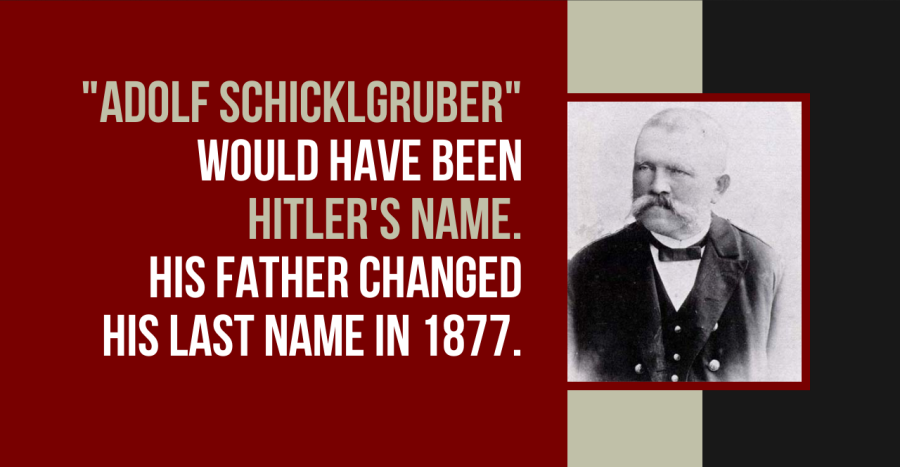 "ADOLF SCHICKLGRUBER"
WOULD HAVE BEEN
HITLER'S NAME.
HIS FATHER CHANGED
HIS LAST NAME IN 1877.